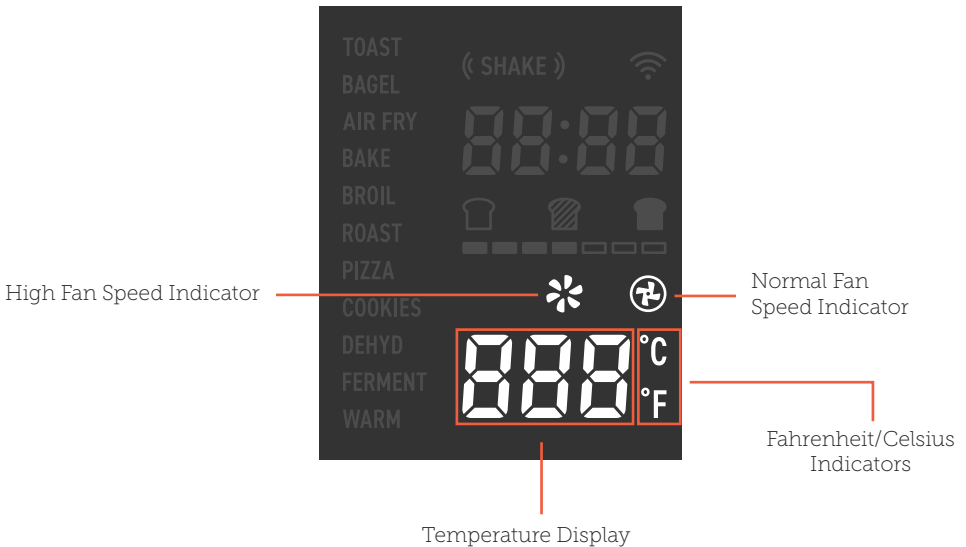 TOAST
BAGEL
AIR FRY
BAKE
BROIL
ROAST
PIZZA
COOKIES
DEHYD
FERMENT
WARM
(( SHAKE ))
88:88
High Fan Speed Indicator
Normal Fan
Speed Indicator
888
°C
°F
Fahrenheit/Celsius
Indicators
Temperature Display